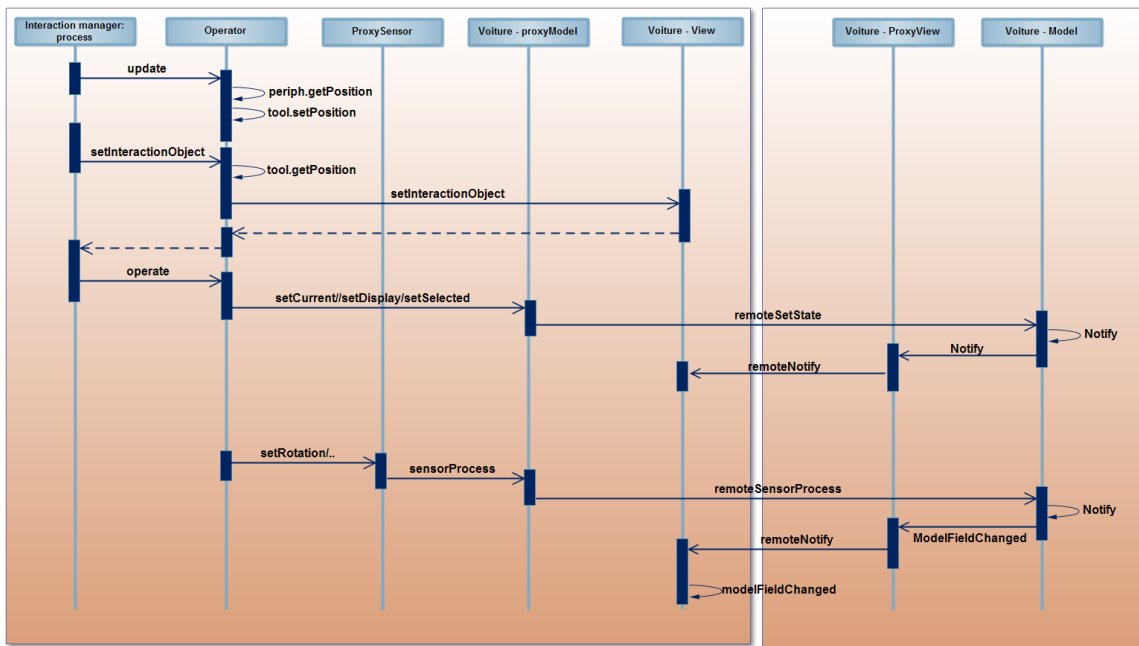 Interaction manager:
process
Operator
ProxySensor
Voiture - proxyModel
Voiture - View
Voiture - ProxyView
Voiture - Model
update
periph.getPosition
tool.setPosition
setInteractionObject
tool.getPosition
setInteractionObject
operate
setCurrent//setDisplay/setSelected
remoteSetState
Notify
Notify
remoteNotify
setRotation/..
sensorProcess
remoteSensorProcess
Notify
ModelFieldChanged
remoteNotify
modelFieldChanged